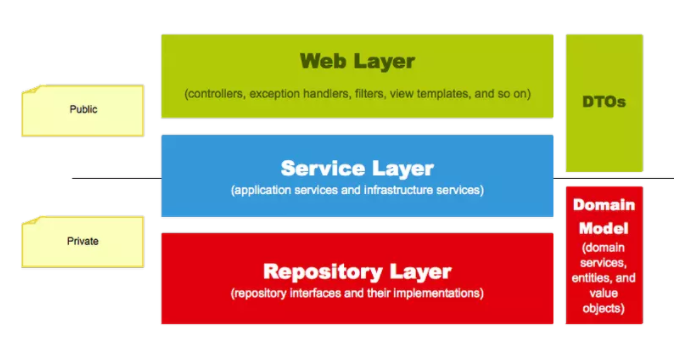 Web Layer
(controllers, exception handlers, filters, view templates, and so on)
DTOs
Public
Service Layer
(application services and infrastructure services)
Private
Repository Layer
(repository interfaces and their implementations)
Domain
Model
(domain
services,
entities, and
value
objects)